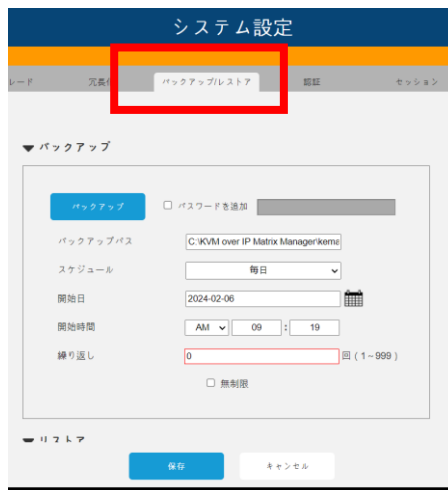 システム設定
レード 冗長化 バックアップ/レストア 認証 セッション
バックアップ
バックアップ パスワードを追加
バックアップパス C:\KVM over IP Matrix Manager\kema
スケジュール 毎日
開始日 2024-02-06
開始時間 AM 09 : 19
繰り返し 0 回 ( 1 ~ 999 )
無制限
リストア
保存 キャンセル